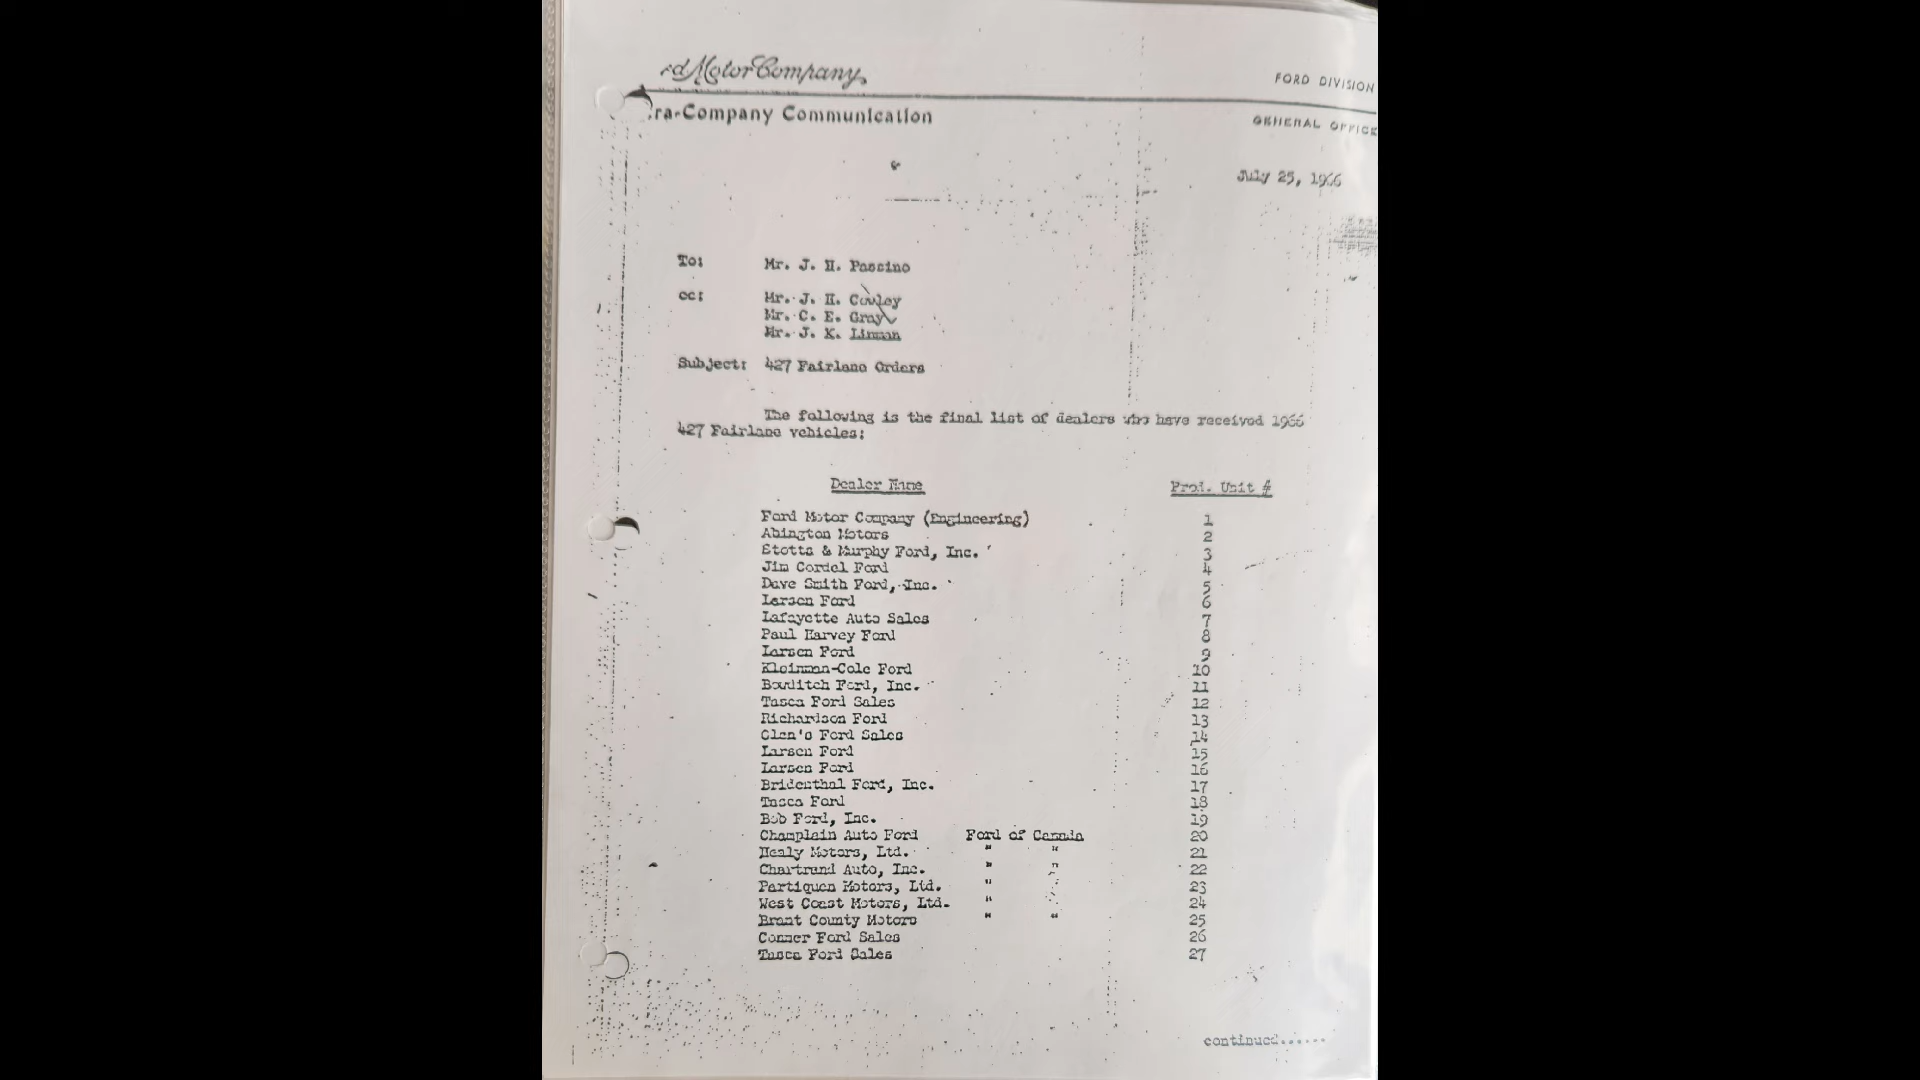 rd Motor Company,
FORD DIVISION
ra-Company Communication
GENERAL OFFICE
July 25, 1966
To: Mr. J. H. Passino
cc: Mr. J. H. Cowley
Mr. C. E. Gray
Mr. J. K. Linman
Subject: 427 Fairlane Orders
The following is the final list of dealers who have received 1966
427 Fairlane vehicles:
Dealer Name Prod. Unit #
Ford Motor Company (Engineering) 1
Abington Motors 2
Stotts & Murphy Ford, Inc. 3
Jim Cordel Ford 4
Dave Smith Ford, Inc. 5
Larsen Ford 6
Lafayette Auto Sales 7
Paul Harvey Ford 8
Larsen Ford 9
Kleinman-Cole Ford 10
Bowditch Ford, Inc. 11
Tasca Ford Sales 12
Richardson Ford 13
Glen's Ford Sales 14
Larsen Ford 15
Larsen Ford 16
Bridenthal Ford, Inc. 17
Tasca Ford 18
Bob Ford, Inc. 19
Champlain Auto Ford Ford of Canada 20
Healy Motors, Ltd. " " 21
Chartrand Auto, Inc. " " 22
Motors, Ltd. " " 23
West Coast Motors, Ltd. " " 24
Brant County Motors " " 25
Conner Ford Sales 26
Tasca Ford Sales 27
continued......